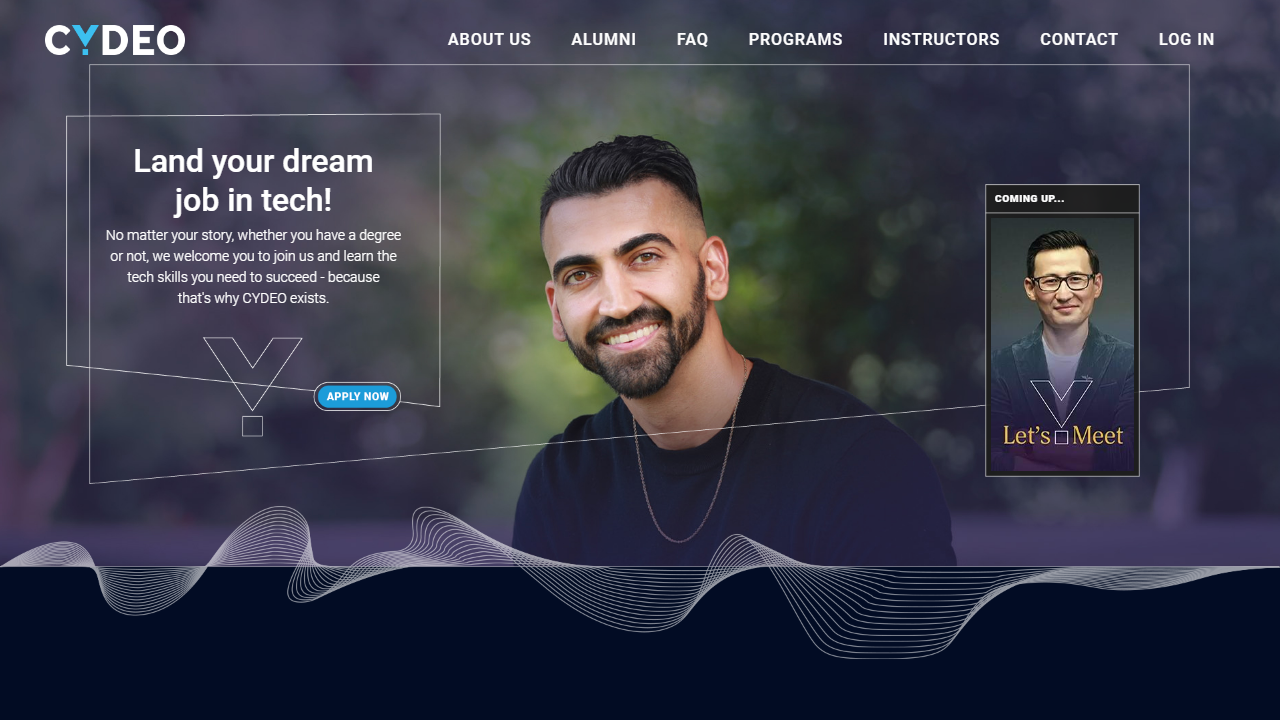 CYDEO
ABOUT US ALUMNI FAQ PROGRAMS INSTRUCTORS CONTACT LOG IN
Land your dream
job in tech!
No matter your story, whether you have a degree
or not, we welcome you to join us and learn the
tech skills you need to succeed - because
that's why CYDEO exists.
APPLY NOW
COMING UP...
Let's Meet